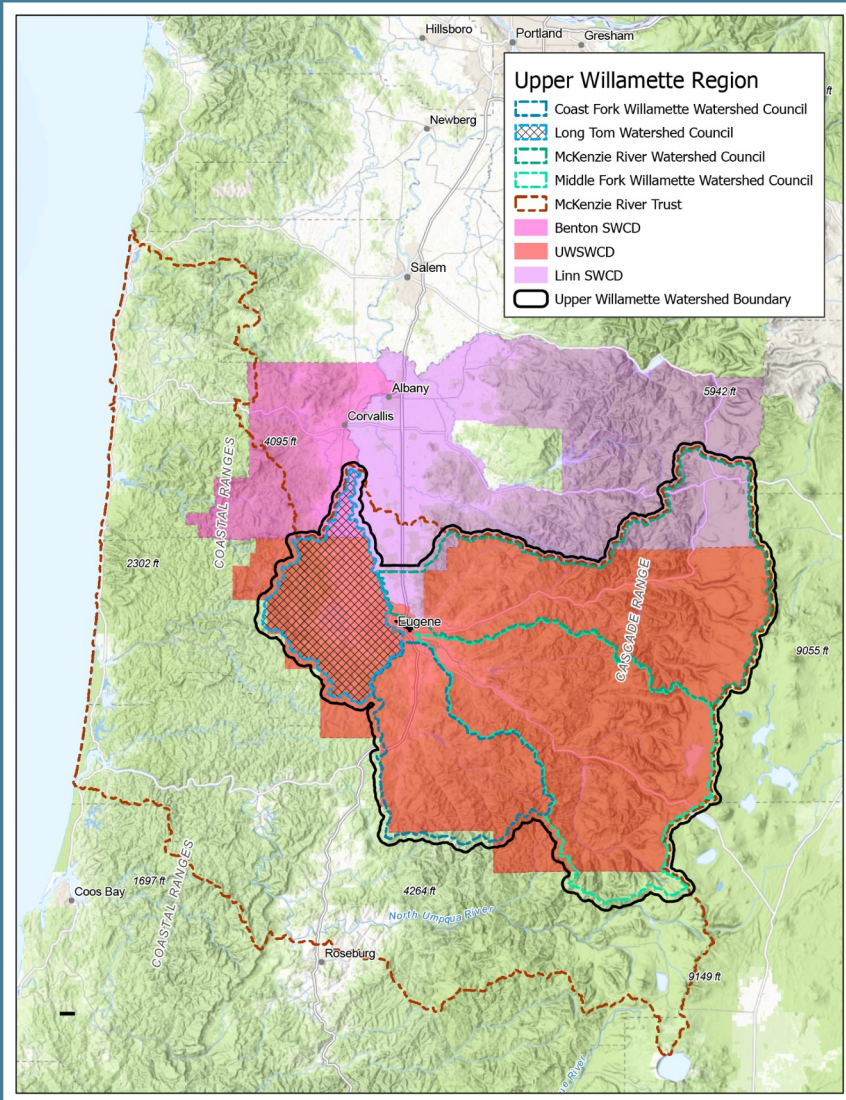 Hillsboro
Portland
Gresham
Upper Willamette Region
Coast Fork Willamette Watershed Council
Long Tom Watershed Council
McKenzie River Watershed Council
Middle Fork Willamette Watershed Council
McKenzie River Trust
Benton SWCD
UWSWCD
Linn SWCD
Upper Willamette Watershed Boundary
ft
Newberg
Salem
Albany
5942 ft
Corvallis
4095 ft
COASTAL RANGES
2302 ft
CASCADE RANGE
Eugene
9055 ft
1697 ft
COASTAL RANGES
Coos Bay
4264 ft
North Umpqua River
Roseburg
9149 ft
River